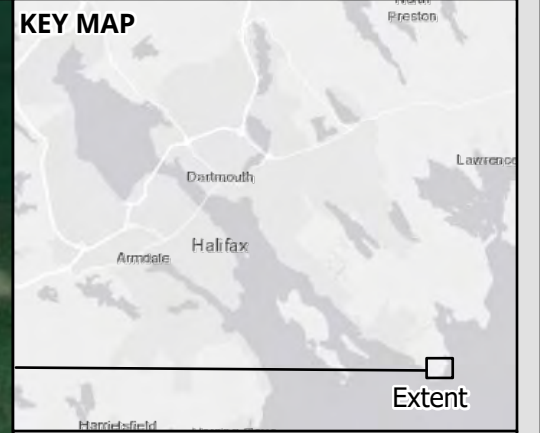 KEY MAP
Preston
Lawrence
Dartmouth
Halifax
Armdale
Extent
Harrietsfield